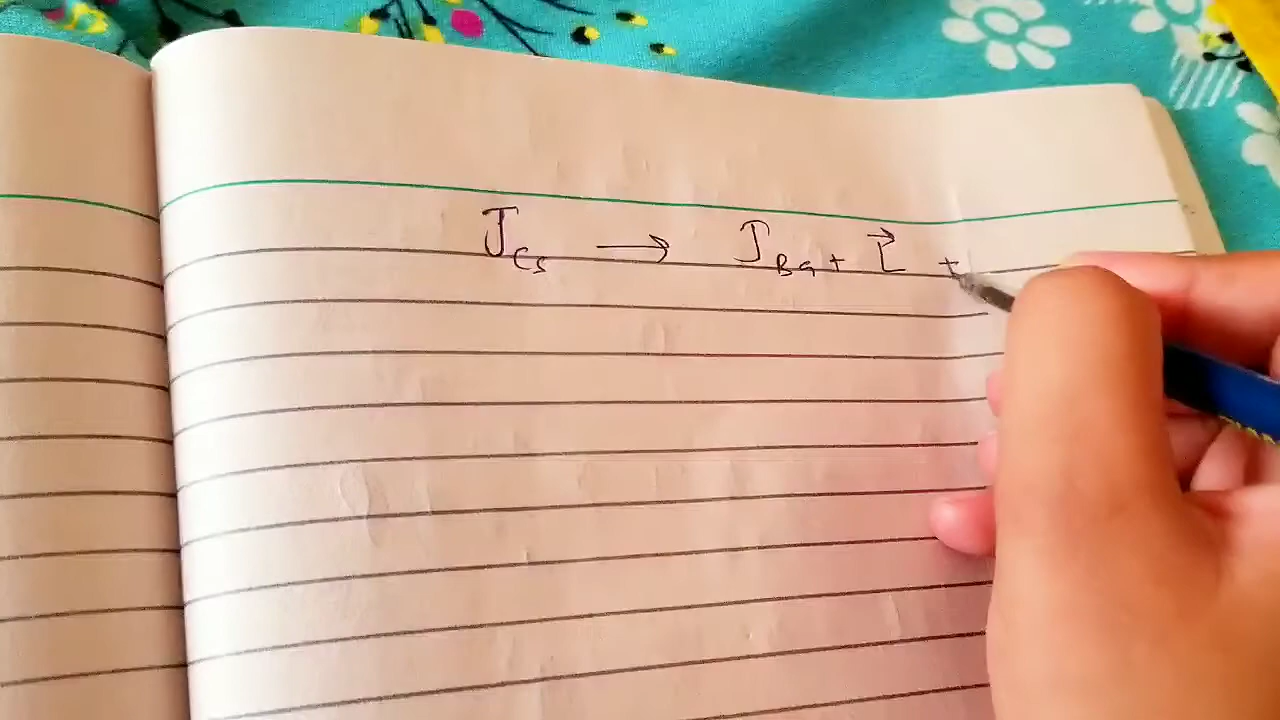 J_Cs → J_Ba + L⃗ +